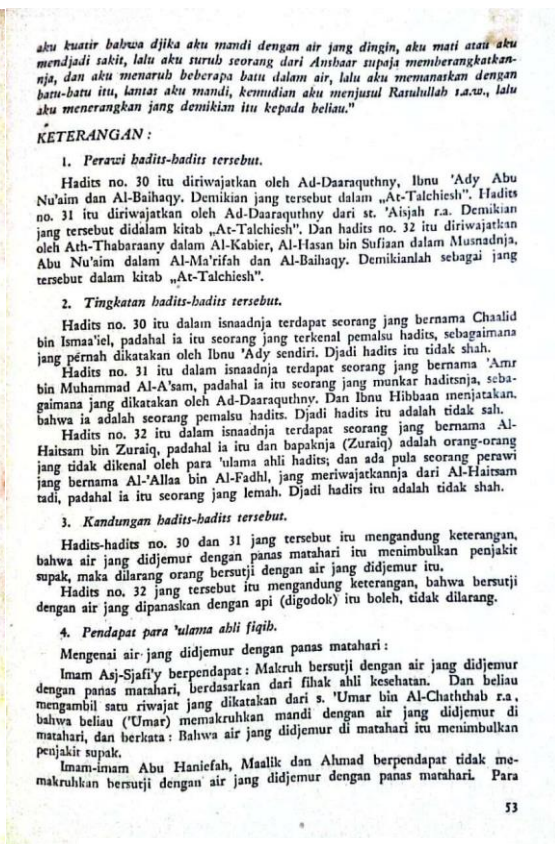 aku kuatir bahwa djika aku mandi dengan air jang dingin, aku mati atau aku
mendjadi sakit, lalu aku suruh seorang dari Anshaar supaja memberangkatkan-
nja, dan aku menaruh beberapa batu dalam air, lalu aku memanaskan dengan
batu-batu itu, lantas aku mandi, kemudian aku menjusul Rasulullah s.a.w., lalu
aku menerangkan jang demikian itu kepada beliau."
KETERANGAN :
1. Perawi hadits-hadits tersebut.
Hadits no. 30 itu diriwajatkan oleh Ad-Daaraquthny, Ibnu 'Ady Abu
Nu'aim dan Al-Baihaqy. Demikian jang tersebut dalam „At-Talchiesh". Hadits
no. 31 itu diriwajatkan oleh Ad-Daaraquthny dari st. 'Aisjah r.a. Demikian
jang tersebut didalam kitab „At-Talchiesh". Dan hadits no. 32 itu diriwajatkan
oleh Ath-Thabaraany dalam Al-Kabier, Al-Hasan bin Sufiaan dalam Musnadnja,
Abu Nu'aim dalam Al-Ma'rifah dan Al-Baihaqy. Demikianlah sebagai jang
tersebut dalam kitab „At-Talchiesh".
2. Tingkatan hadits-hadits tersebut.
Hadits no. 30 itu dalam isnaadnja terdapat seorang jang bernama Chaalid
bin Ismaa'iel, padahal ia itu seorang jang terkenal pemalsu hadits, sebagaimana
jang pérnah dikatakan oleh Ibnu 'Ady sendiri. Djadi hadits itu tidak shah.
Hadits no. 31 itu dalam isnaadnja terdapat seorang jang bernama 'Amr
bin Muhammad Al-A'sam, padahal ia itu seorang jang munkar haditsnja, seba-
gaimana jang dikatakan oleh Ad-Daaraquthny. Dan Ibnu Hibbaan menjatakan,
bahwa ia adalah seorang pemalsu hadits. Djadi hadits itu adalah tidak sah.
Hadits no. 32 itu dalam isnaadnja terdapat seorang jang bernama Al-
Haitsam bin Zuraiq, padahal ia itu dan bapaknja (Zuraiq) adalah orang-orang
jang tidak dikenal oleh para 'ulama ahli hadits; dan ada pula seorang perawi
jang bernama Al-'Allaa bin Al-Fadhl, jang meriwajatkannja dari Al-Haitsam
tadi, padahal ia itu seorang jang lemah. Djadi hadits itu adalah tidak shah.
3. Kandungan hadits-hadits tersebut.
Hadits-hadits no. 30 dan 31 jang tersebut itu mengandung keterangan,
bahwa air jang didjemur dengan panas matahari itu menimbulkan penjakit
supak, maka dilarang orang bersutji dengan air jang didjemur itu.
Hadits no. 32 jang tersebut itu mengandung keterangan, bahwa bersutji
dengan air jang dipanaskan dengan api (digodok) itu boleh, tidak dilarang.
4. Pendapat para 'ulama ahli fiqih.
Mengenai air jang didjemur dengan panas matahari :
Imam Asj-Sjafi'y berpendapat : Makruh bersutji dengan air jang didjemur
dengan panas matahari, berdasarkan dari fihak ahli kesehatan. Dan beliau
mengambil satu riwajat jang dikatakan dari s. 'Umar bin Al-Chaththab r.a.,
bahwa beliau ('Umar) memakruhkan mandi dengan air jang didjemur di
matahari, dan berkata : Bahwa air jang didjemur di matahari itu menimbulkan
penjakit supak.
Imam-imam Abu Haniefah, Maalik dan Ahmad berpendapat tidak me-
makruhkan bersutji dengan air jang didjemur dengan panas matahari. Para
53